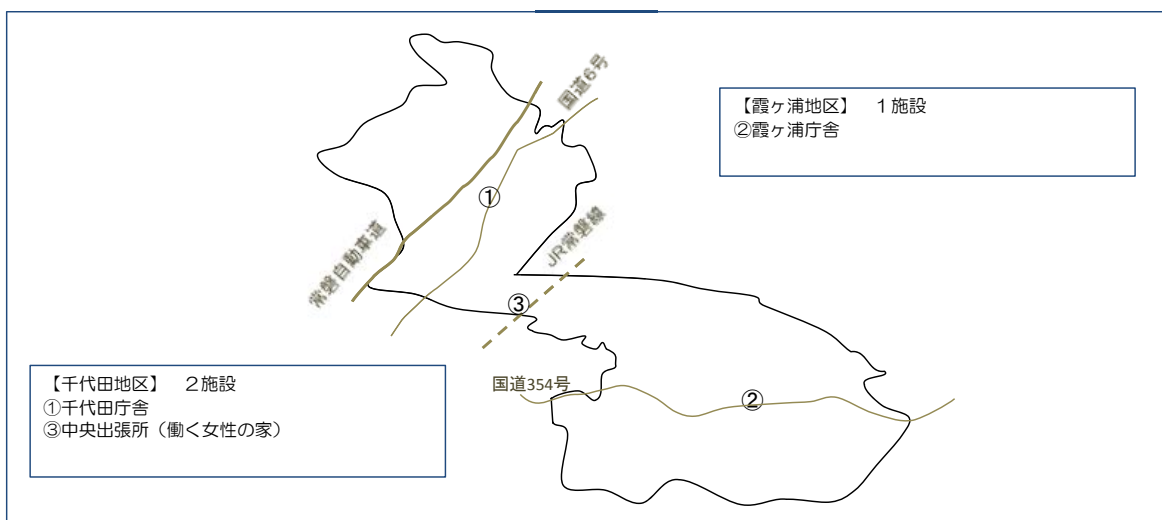 国道6号
【霞ヶ浦地区】　１施設
②霞ヶ浦庁舎
①
JR常磐線
常磐自動車道
③
【千代田地区】　２施設
①千代田庁舎
③中央出張所（働く女性の家）
国道354号
②